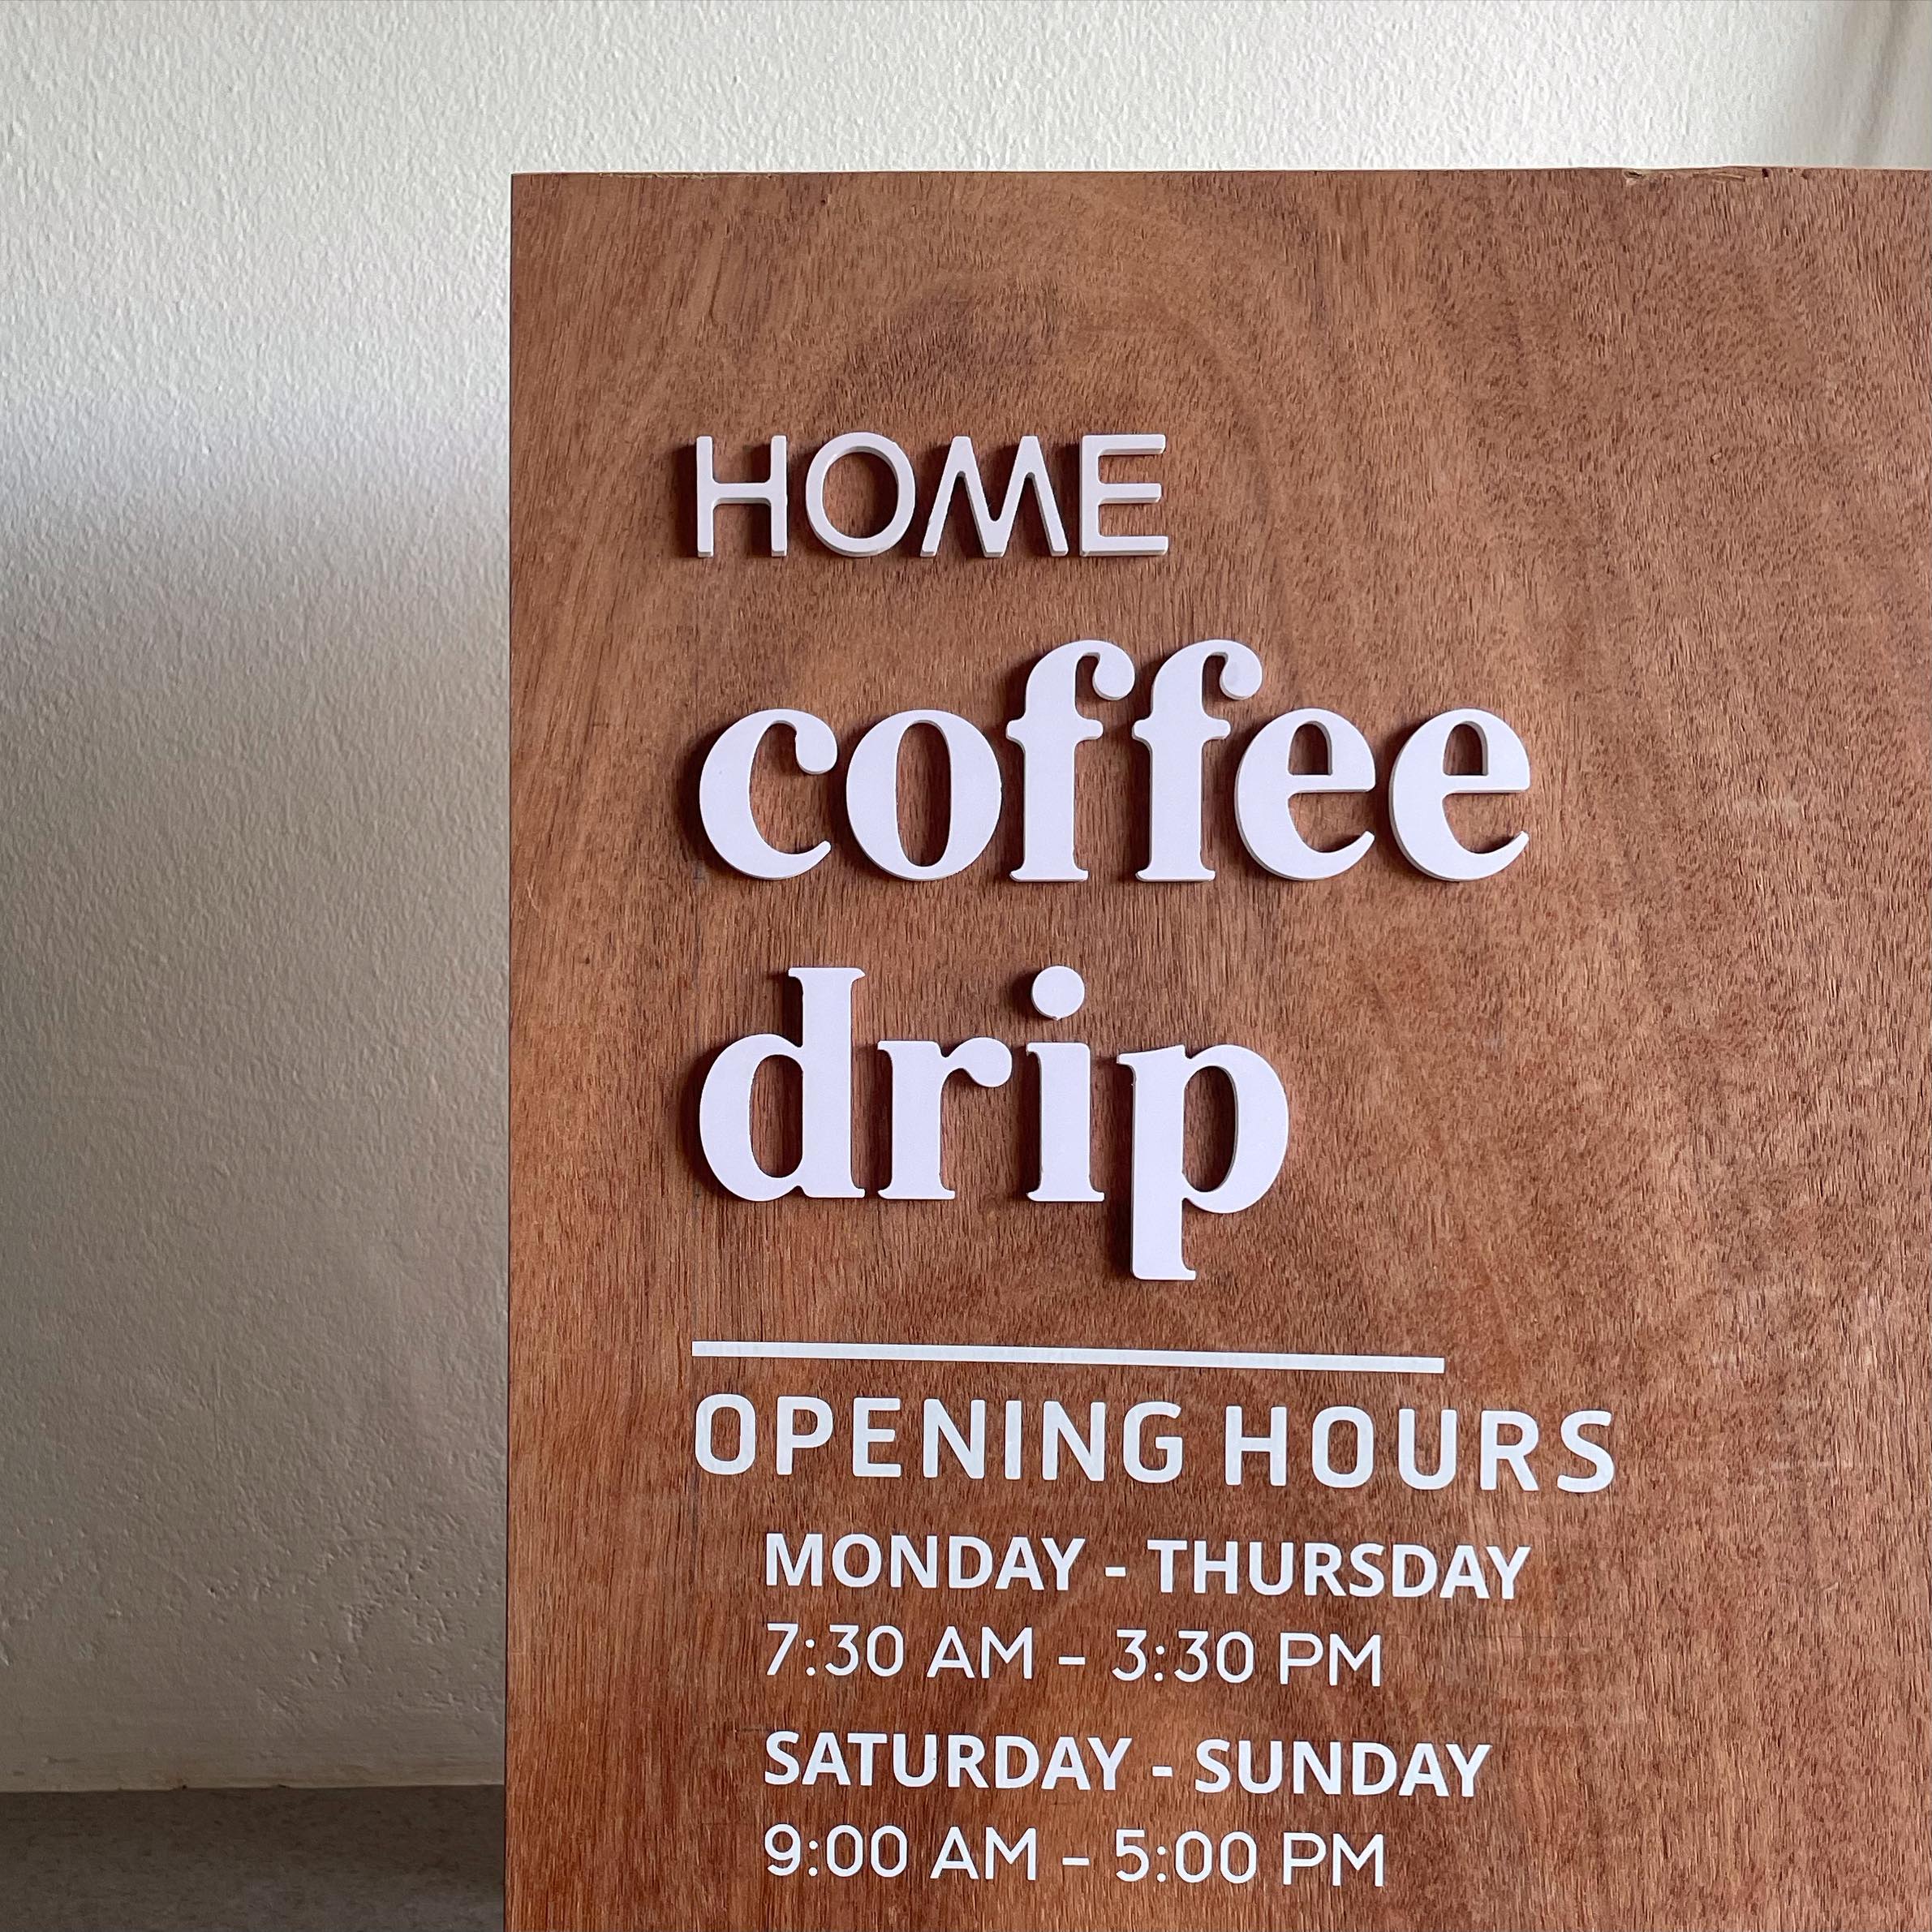 HOME
coffee
drip
OPENING HOURS
MONDAY - THURSDAY
7:30 AM - 3:30 PM
SATURDAY - SUNDAY
9:00 AM - 5:00 PM